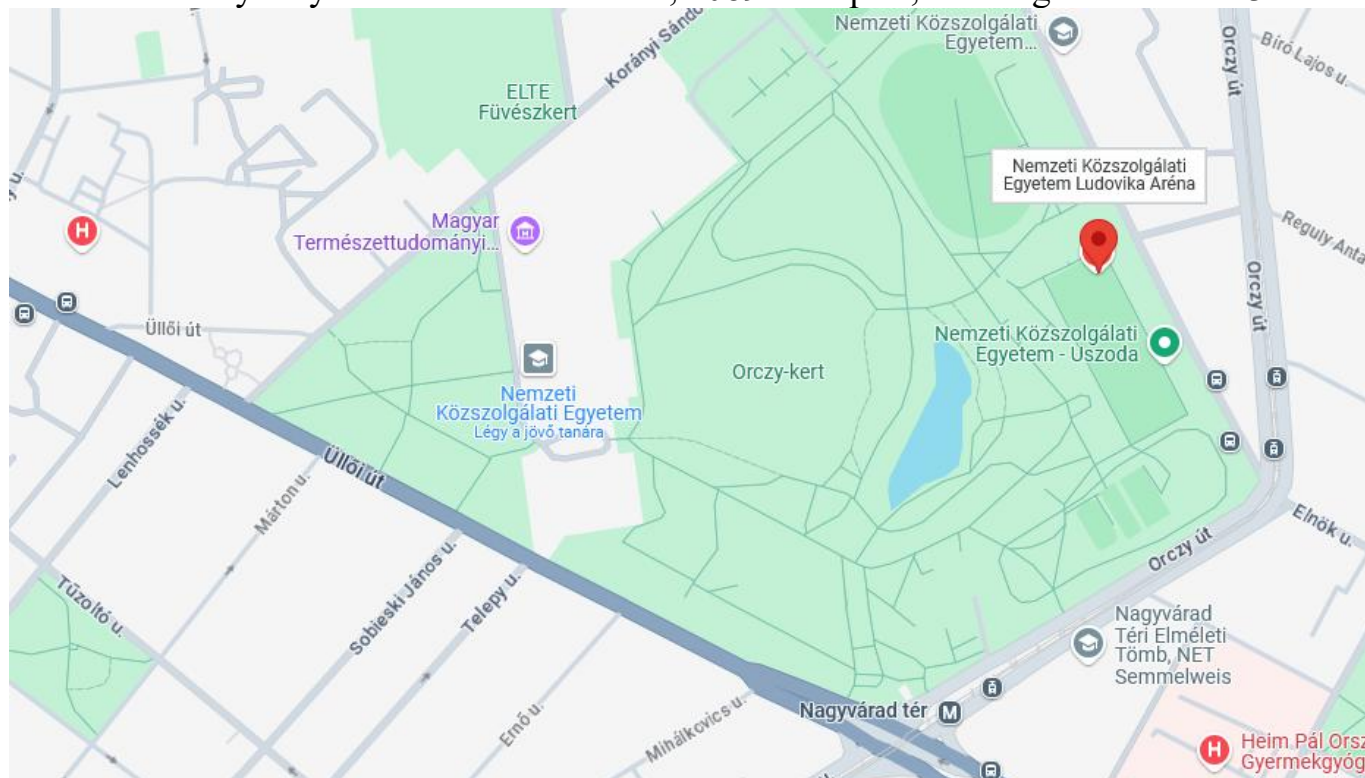 Nemzeti Közszolgálati
Egyetem...
Korányi Sándo
ELTE
Füvészkert
Orczy út
Bíró Lajos u.
Nemzeti Közszolgálati
Egyetem Ludovika Aréna
Magyar
Természettudományi...
H
Reguly Anta
Orczy út
Üllői út
Nemzeti Közszolgálati
Egyetem - Uszoda
Orczy-kert
Nemzeti
Közszolgálati Egyetem
Légy a jövő tanára
Lenhossék u.
Üllői út
Márton u.
Sobieski János u.
Telepy u.
Tűzoltó u.
Ernő u.
Mihálkovics u.
Elnök u.
Orczy út
Nagyvárad
Téri Elméleti
Tömb, NET
Semmelweis
Nagyvárad tér M
H Heim Pál Orsz
Gyermekgyóg